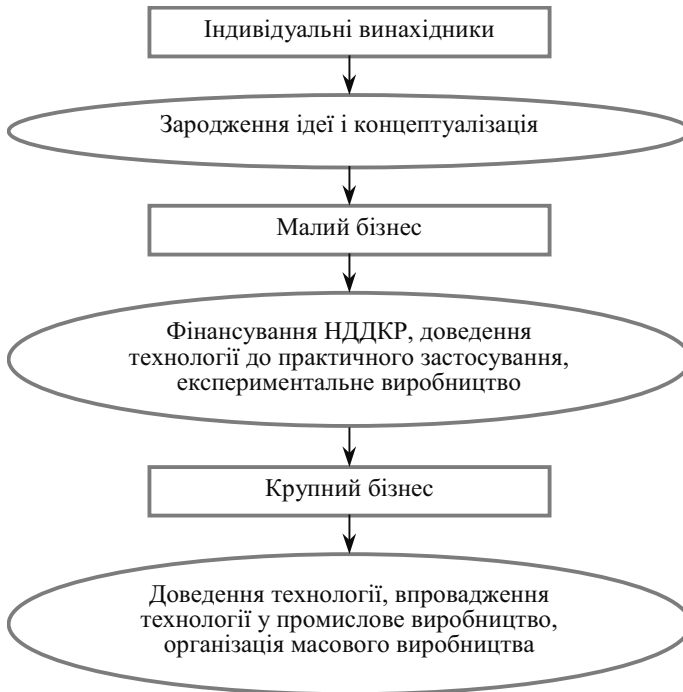 Індивідуальні винахідники
Зародження ідеї і концептуалізація
Малий бізнес
Фінансування НДДКР, доведення
технології до практичного застосування,
експериментальне виробництво
Крупний бізнес
Доведення технології, впровадження
технології у промислове виробництво,
організація масового виробництва